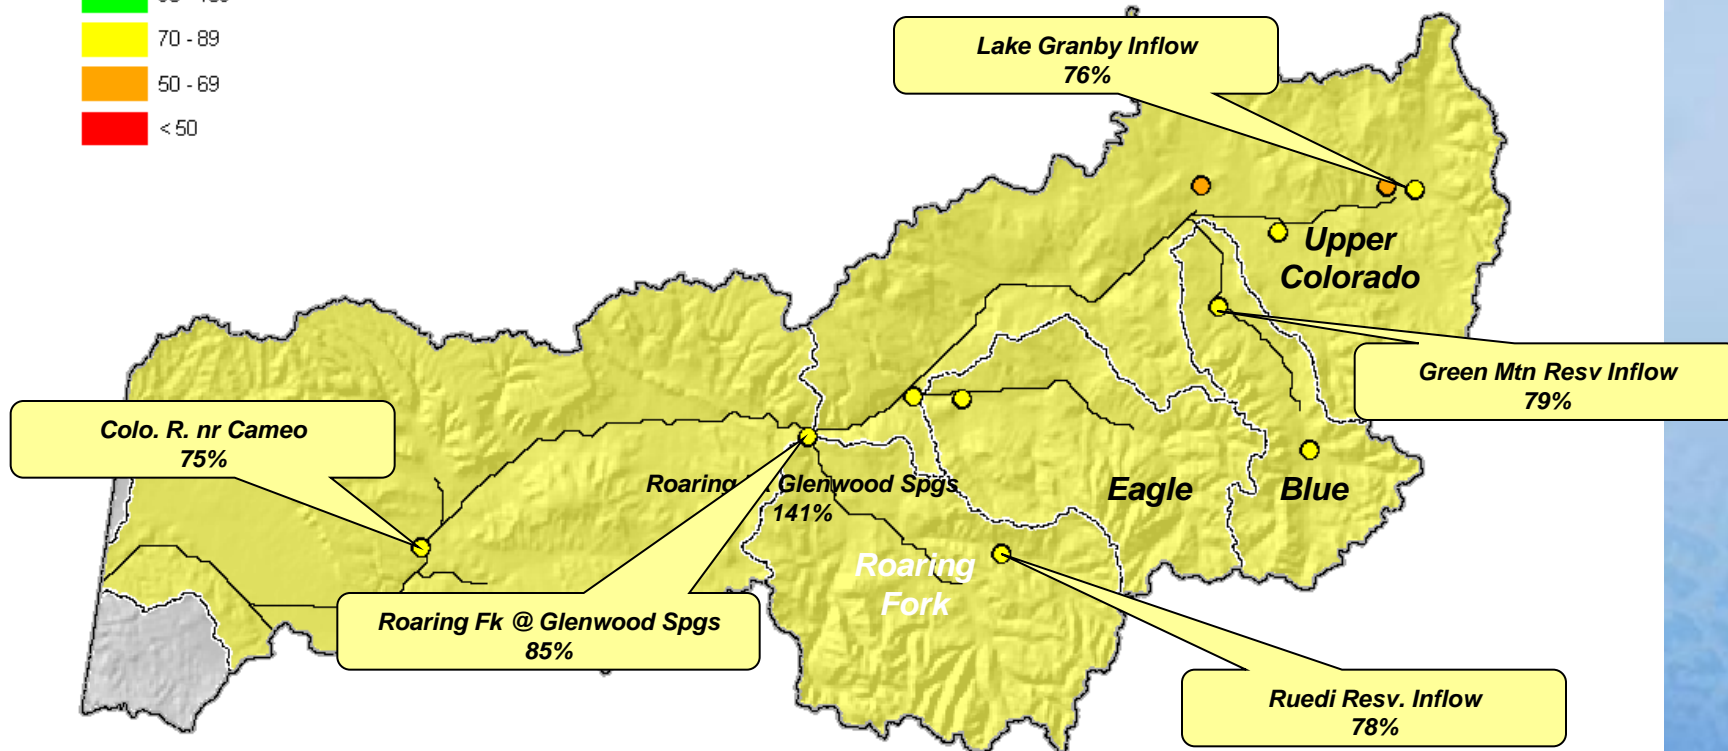 70 - 89
50 - 69
< 50
Lake Granby Inflow
76%
Upper
Colorado
Green Mtn Resv Inflow
79%
Colo. R. nr Cameo
75%
Roaring Glenwood Spgs
141%
Eagle
Blue
Roaring
Fork
Roaring Fk @ Glenwood Spgs
85%
Ruedi Resv. Inflow
78%